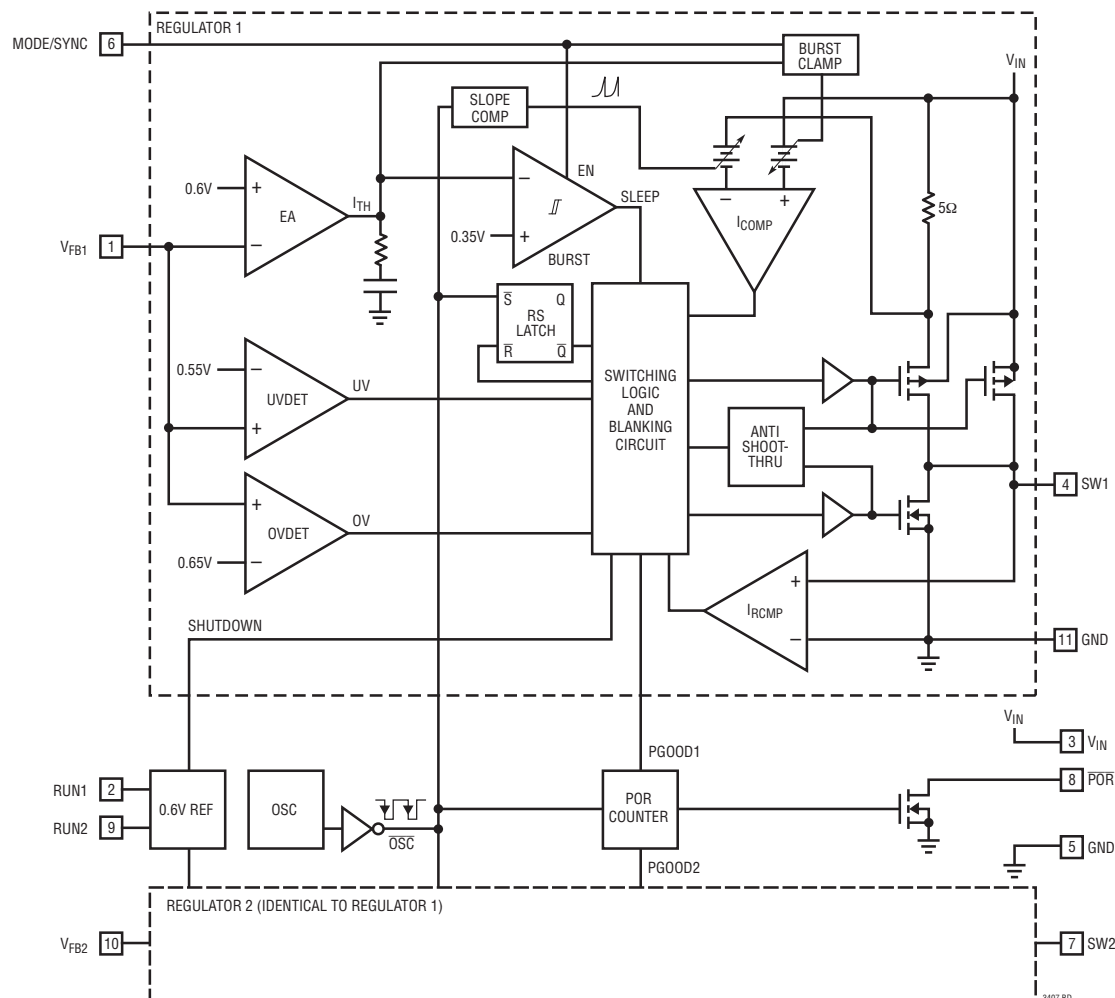 REGULATOR 1
MODE/SYNC 6
BURST
CLAMP
VIN
SLOPE
COMP
EN
0.6V
+
EA
−
ITH
−
+
0.35V
BURST
SLEEP
−
+
ICOMP
5Ω
VFB1 1
S̅ Q
RS
LATCH
R̅ Q̅
0.55V
−
UVDET
+
UV
SWITCHING
LOGIC
AND
BLANKING
CIRCUIT
ANTI
SHOOT-
THRU
4 SW1
+
OVDET
−
0.65V
OV
+
IRCMP
−
SHUTDOWN
11 GND
VIN
3 VIN
PGOOD1
RUN1 2
RUN2 9
0.6V REF
OSC
O̅S̅C̅
POR
COUNTER
8 P̅O̅R̅
5 GND
PGOOD2
REGULATOR 2 (IDENTICAL TO REGULATOR 1)
VFB2 10
7 SW2
3407 BD